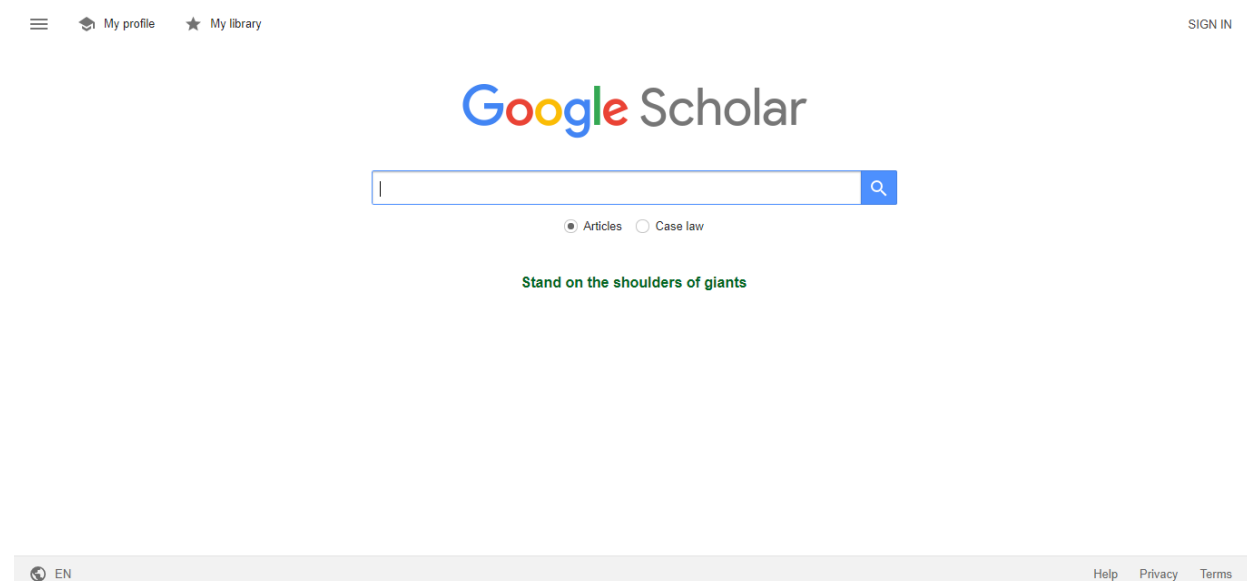 My profile My library SIGN IN
Google Scholar
Articles Case law
Stand on the shoulders of giants
EN Help Privacy Terms